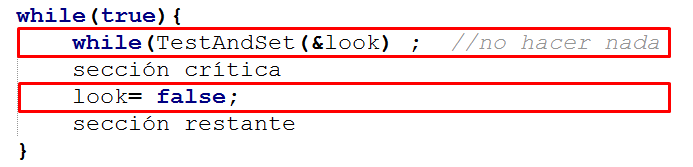 while(true){
while(TestAndSet(&look) ; //no hacer nada
sección crítica
look= false;
sección restante
}